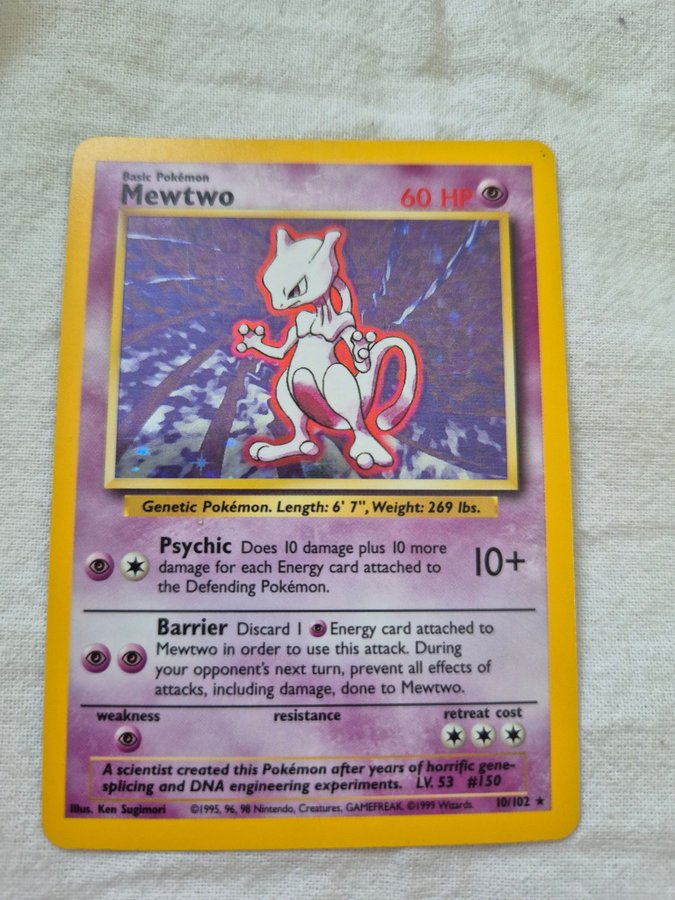 Basic Pokémon
Mewtwo 60 HP
Genetic Pokémon. Length: 6' 7", Weight: 269 lbs.
Psychic Does 10 damage plus 10 more
damage for each Energy card attached to
the Defending Pokémon.
10+
Barrier Discard 1 Energy card attached to
Mewtwo in order to use this attack. During
your opponent's next turn, prevent all effects of
attacks, including damage, done to Mewtwo.
weakness resistance retreat cost
A scientist created this Pokémon after years of horrific gene-
splicing and DNA engineering experiments. LV. 53 #150
Illus. Ken Sugimori ©1995, 96, 98 Nintendo, Creatures, GAMEFREAK. ©1999 Wizards. 10/102 ★